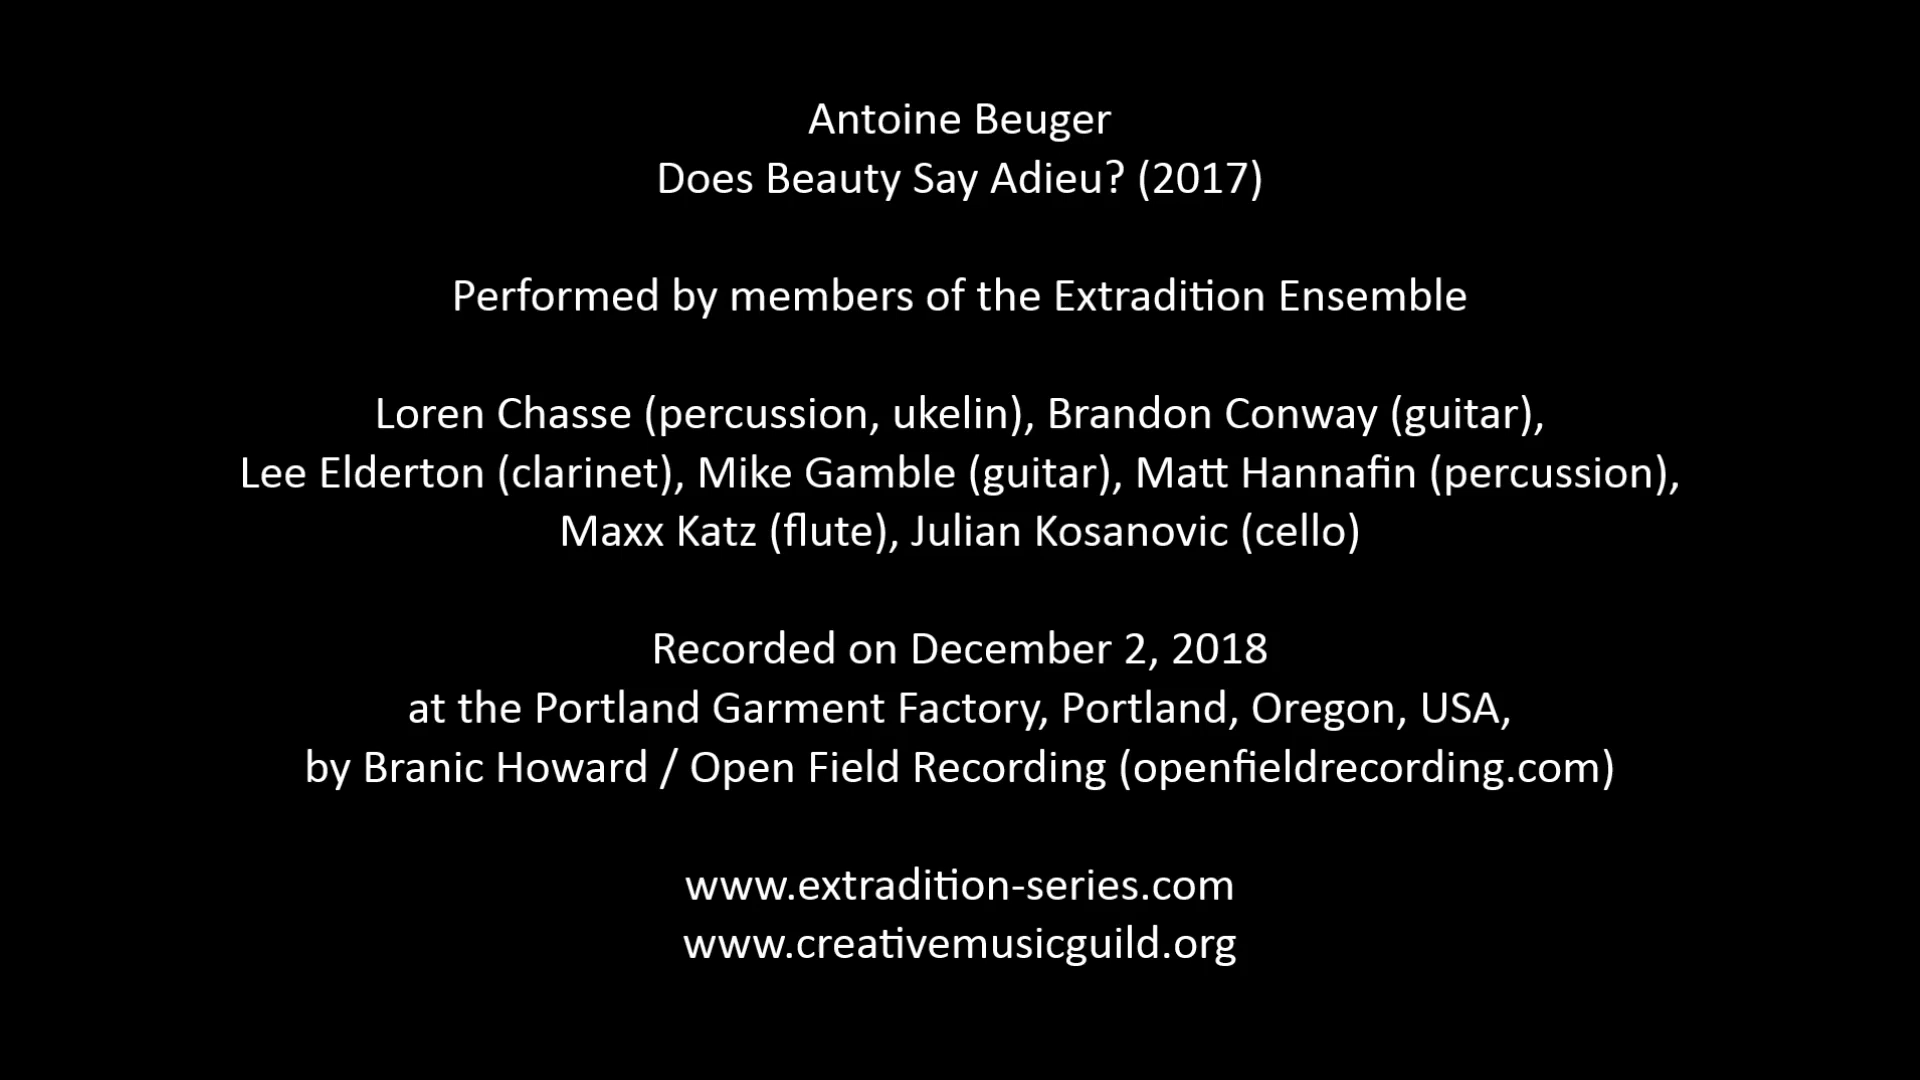 Antoine Beuger
Does Beauty Say Adieu? (2017)
Performed by members of the Extradition Ensemble
Loren Chasse (percussion, ukelin), Brandon Conway (guitar),
Lee Elderton (clarinet), Mike Gamble (guitar), Matt Hannafin (percussion),
Maxx Katz (flute), Julian Kosanovic (cello)
Recorded on December 2, 2018
at the Portland Garment Factory, Portland, Oregon, USA,
by Branic Howard / Open Field Recording (openfieldrecording.com)
www.extradition-series.com
www.creativemusicguild.org